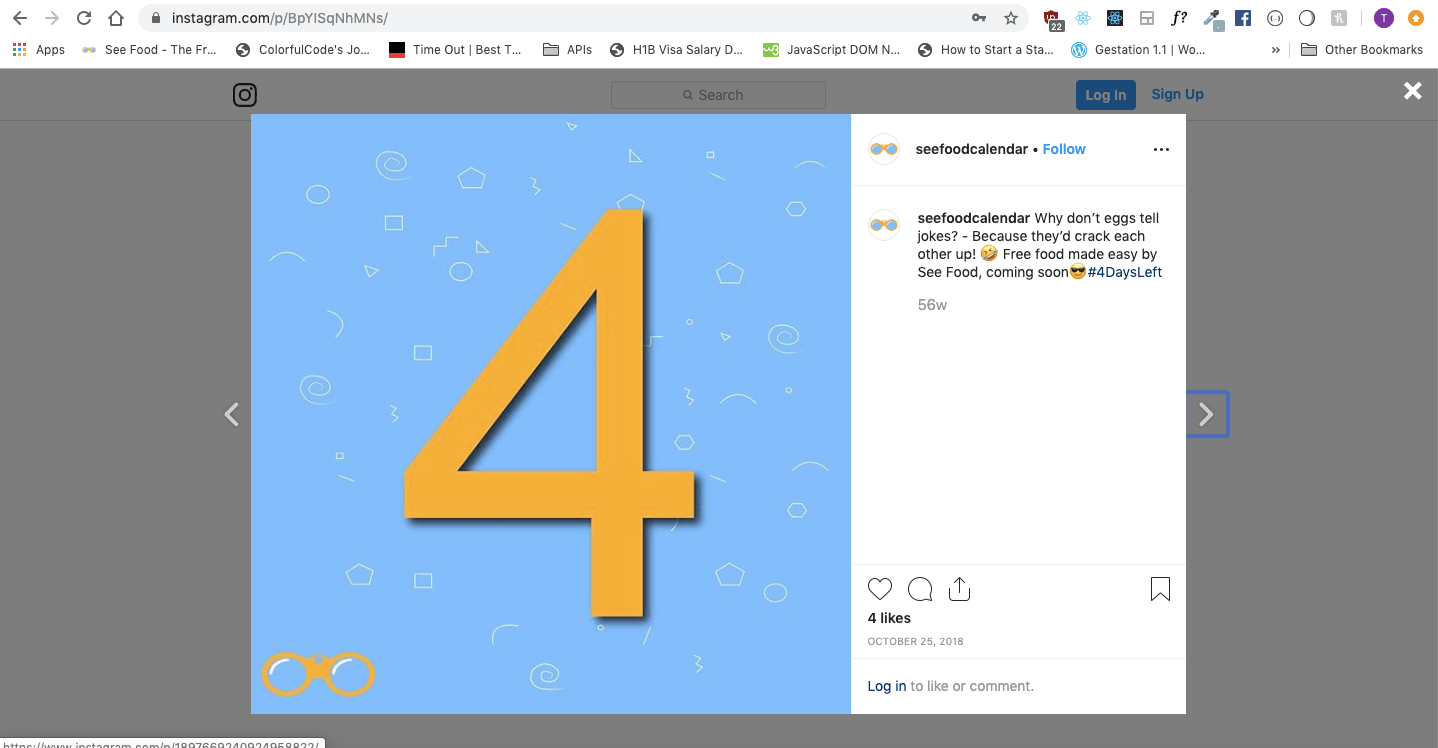 instagram.com/p/BpYlSqNhMNs/
22
f?
T
Apps
See Food - The Fr...
ColorfulCode's Jo...
Time Out | Best T...
APIs
H1B Visa Salary D...
JavaScript DOM N...
How to Start a Sta...
Gestation 1.1 | Wo...
»
Other Bookmarks
Search
Log In
Sign Up
4
seefoodcalendar • Follow
seefoodcalendar Why don’t eggs tell
jokes? - Because they’d crack each
other up! 🤣 Free food made easy by
See Food, coming soon😎#4DaysLeft
56w
4 likes
OCTOBER 25, 2018
Log in to like or comment.
https://www.instagram.com/p/1897669240924958822/